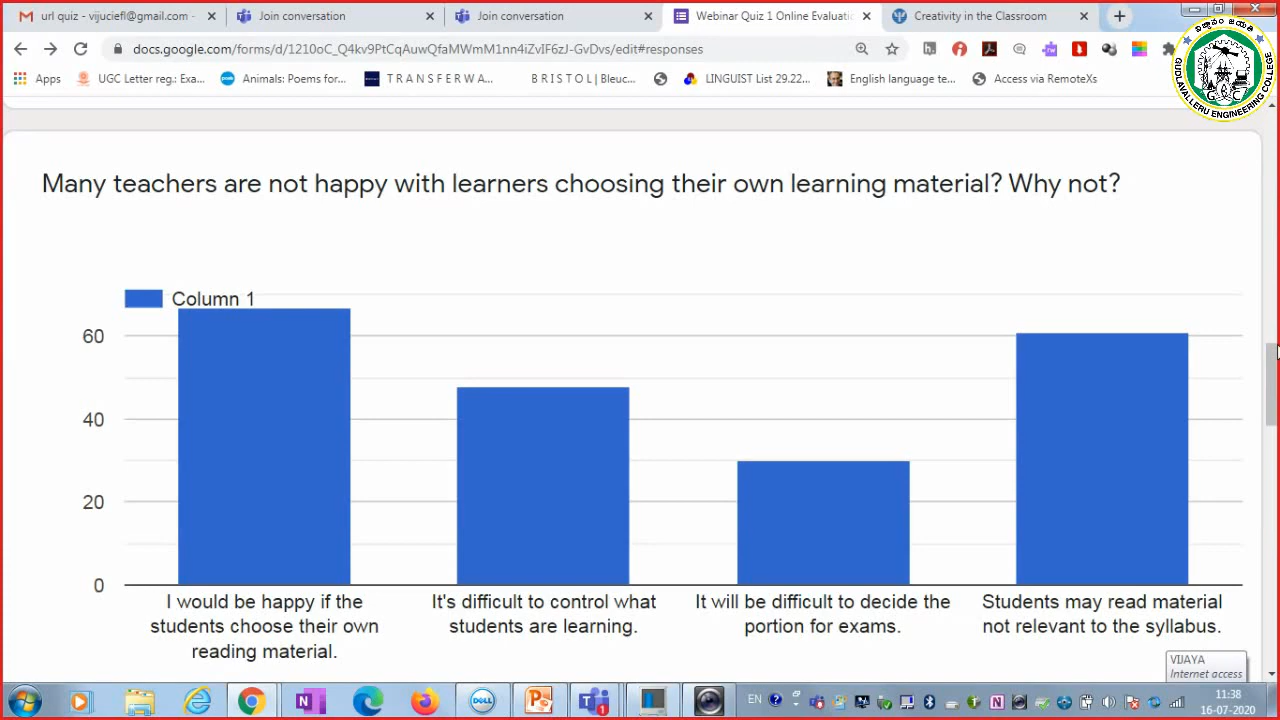 url quiz - vijuciefl@gmail.com -
Join conversation
Join conversation
Webinar Quiz 1 Online Evaluatio
Creativity in the Classroom
docs.google.com/forms/d/1210oC_Q4kv9PtCqAuwQfaMWmM1nn4iZvIF6zJ-GvDvs/edit#responses
Apps
UGC Letter reg.: Exa...
Animals: Poems for...
T R A N S F E R W A...
B R I S T O L | Bleuc...
LINGUIST List 29.22...
English language te...
Access via RemoteXs
GUDLAVALLERU ENGINEERING COLLEGE
Many teachers are not happy with learners choosing their own learning material? Why not?
Column 1
60
40
20
0
I would be happy if the
students choose their own
reading material.
It's difficult to control what
students are learning.
It will be difficult to decide the
portion for exams.
Students may read material
not relevant to the syllabus.
VIJAYA
Internet access
EN
11:38
16-07-2020